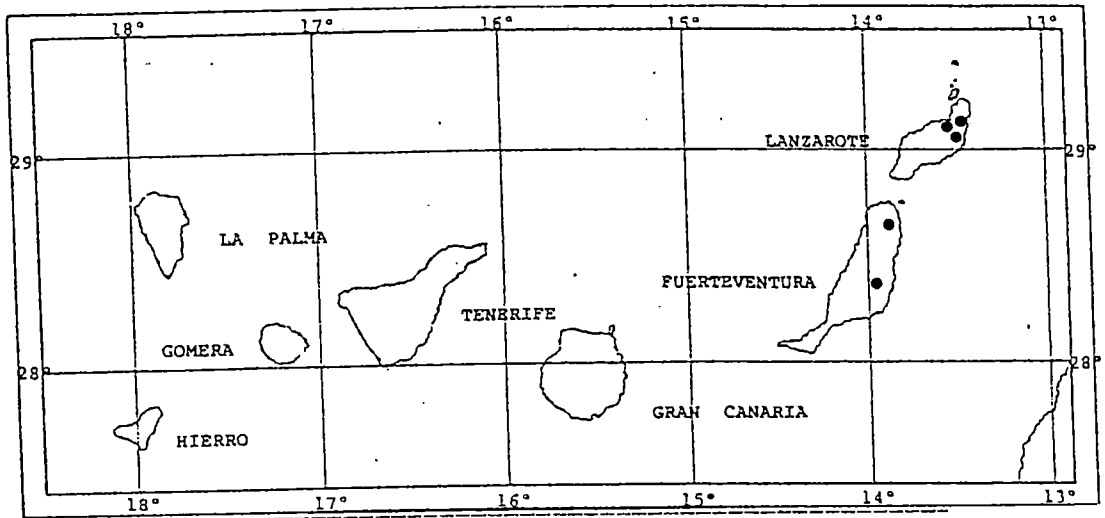 18° 17° 16° 15° 14° 13°
LANZAROTE
29° 29°
LA PALMA
FUERTEVENTURA
TENERIFE
GOMERA
28° 28°
GRAN CANARIA
HIERRO
18° 17° 16° 15° 14° 13°